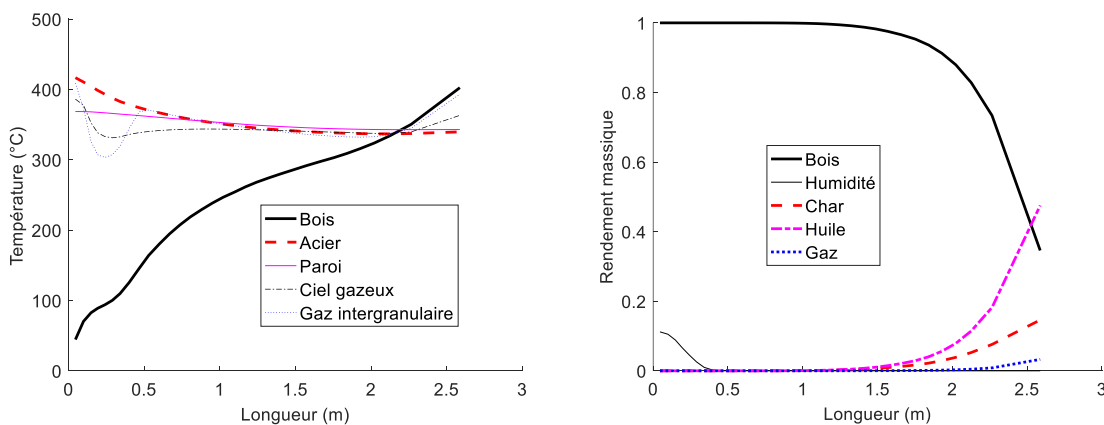 500
400
300
200
100
0
Température (°C)
Bois
Acier
Paroi
Ciel gazeux
Gaz intergranulaire
0 0.5 1 1.5 2 2.5 3
Longueur (m)
1
0.8
0.6
0.4
0.2
0
Rendement massique
Bois
Humidité
Char
Huile
Gaz
0 0.5 1 1.5 2 2.5 3
Longueur (m)